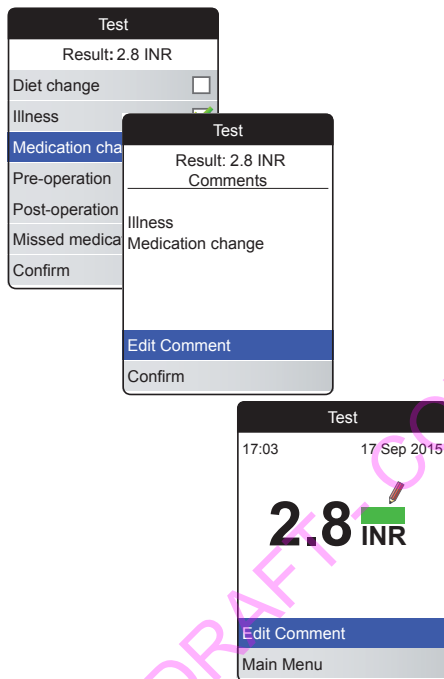 Test
Result: 2.8 INR
Diet change
Illness
Medication cha
Pre-operation
Post-operation
Missed medica
Confirm
Test
Result: 2.8 INR
Comments
Illness
Medication change
Edit Comment
Confirm
Test
17:03 17 Sep 2015
2.8 INR
Edit Comment
Main Menu
DRAFT - CO